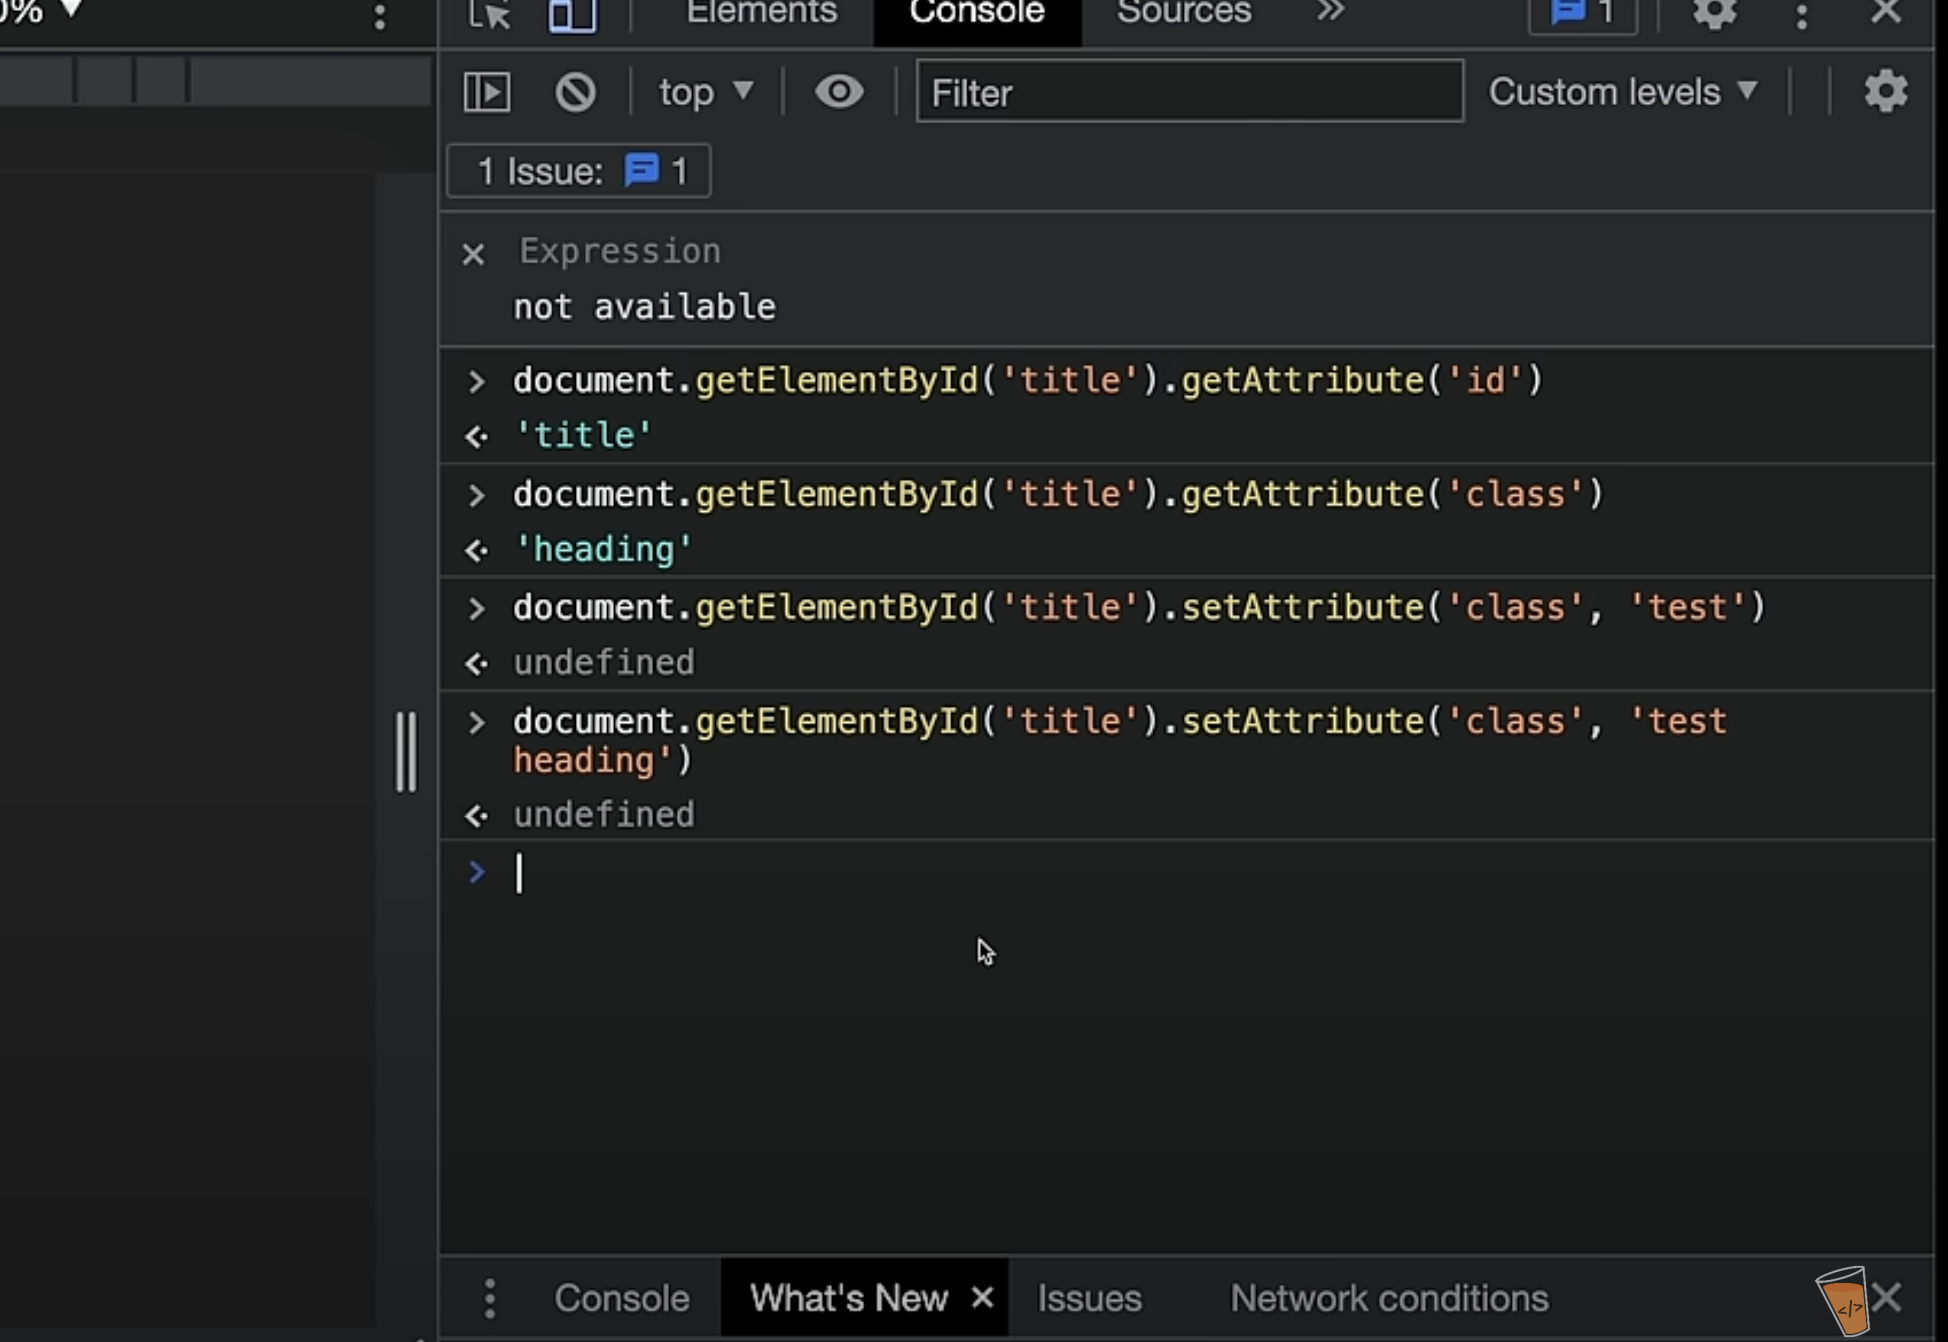 0%
Elements Console Sources 1
top Filter Custom levels
1 Issue: 1
Expression
not available
document.getElementById('title').getAttribute('id')
'title'
document.getElementById('title').getAttribute('class')
'heading'
document.getElementById('title').setAttribute('class', 'test')
undefined
document.getElementById('title').setAttribute('class', 'test
heading')
undefined
Console What's New Issues Network conditions
</>